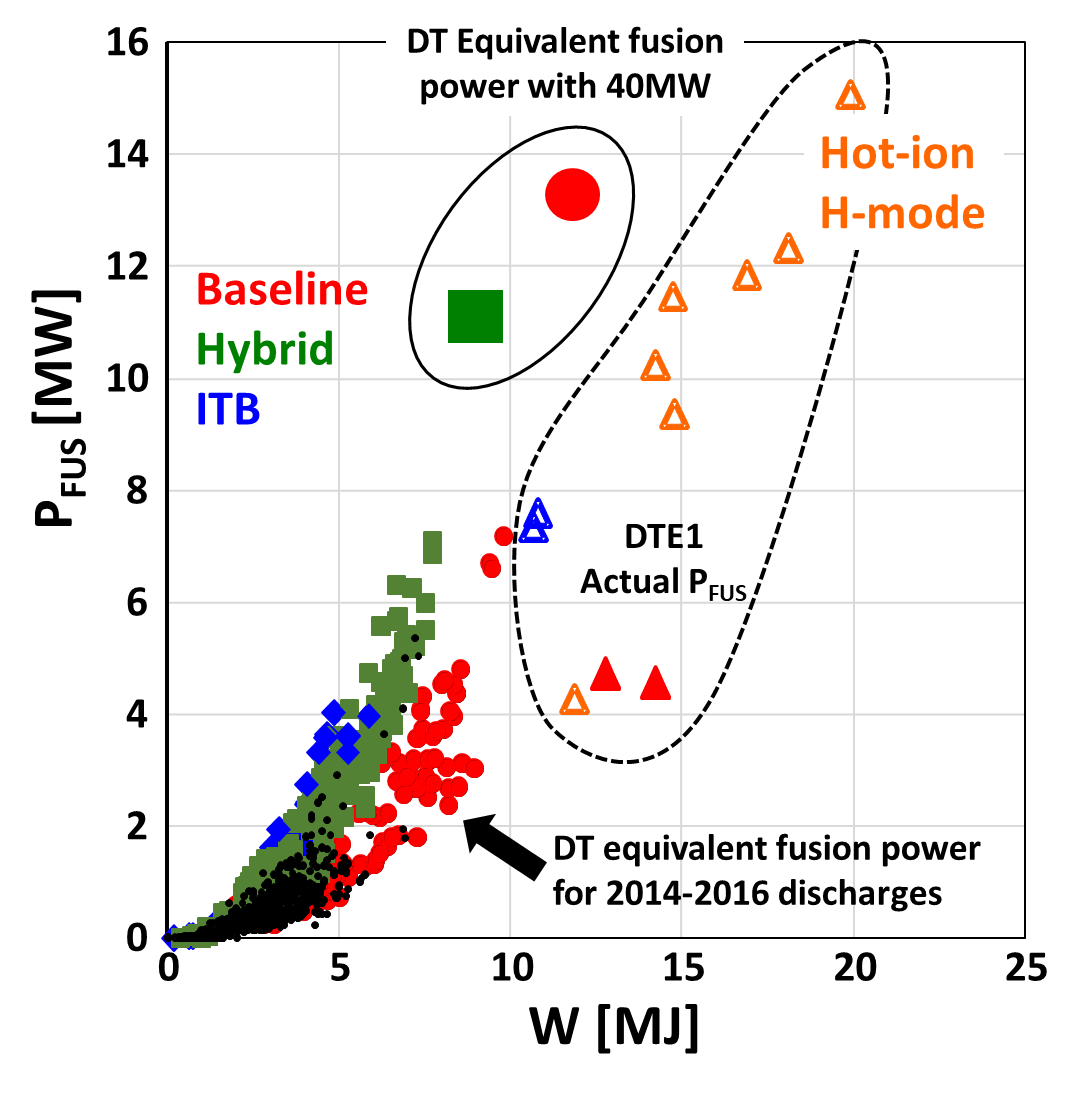 DT Equivalent fusion
power with 40MW
Hot-ion
H-mode
Baseline
Hybrid
ITB
DTE1
Actual PFUS
DT equivalent fusion power
for 2014-2016 discharges
PFUS [MW]
16
14
12
10
8
6
4
2
0
0 5 10 15 20 25
W [MJ]